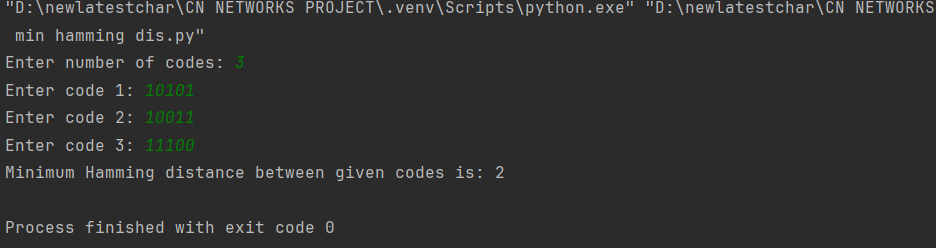 "D:\newlatestchar\CN NETWORKS PROJECT\.venv\Scripts\python.exe" "D:\newlatestchar\CN NETWORKS
min hamming dis.py"
Enter number of codes: 3
Enter code 1: 10101
Enter code 2: 10011
Enter code 3: 11100
Minimum Hamming distance between given codes is: 2
Process finished with exit code 0